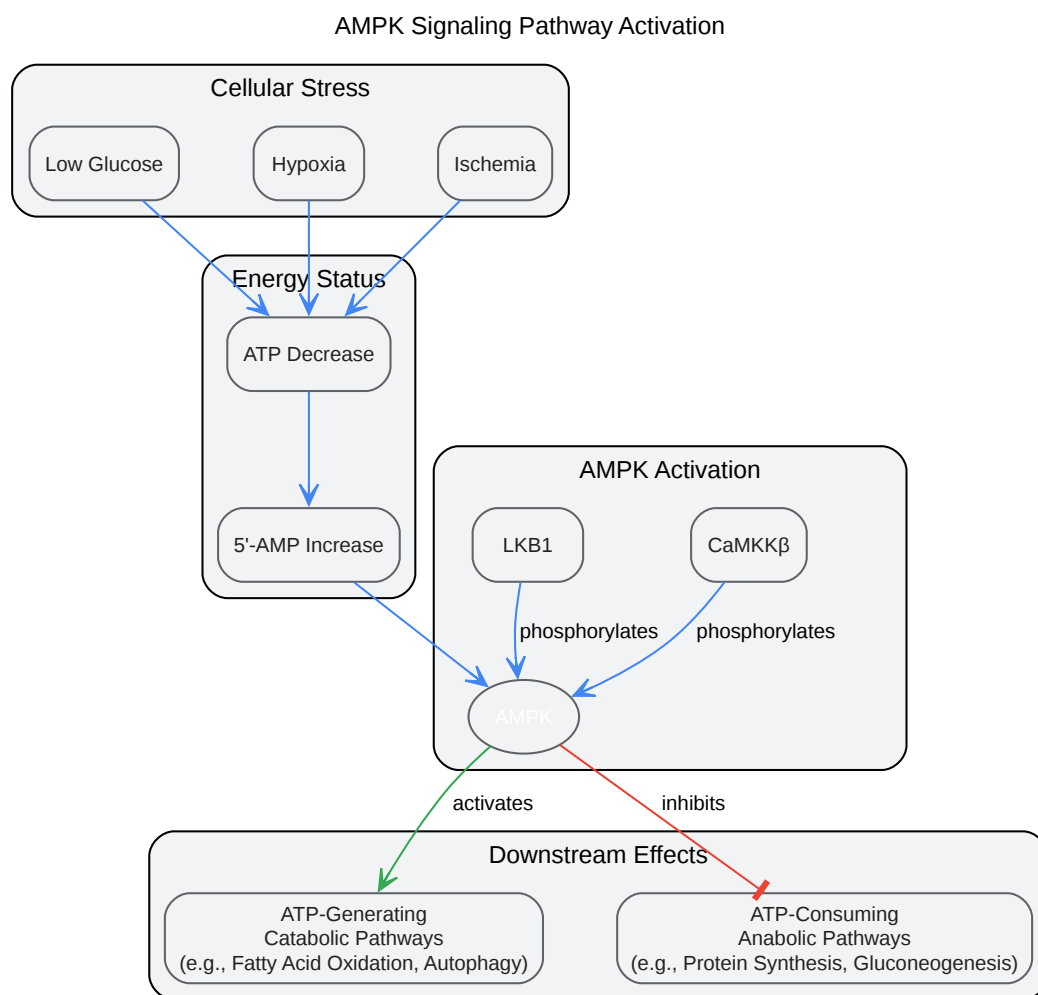 AMPK Signaling Pathway Activation
Cellular Stress
Low Glucose
Hypoxia
Ischemia
Energy Status
ATP Decrease
AMPK Activation
5'-AMP Increase
LKB1
CaMKKβ
phosphorylates
phosphorylates
AMPK
activates
inhibits
Downstream Effects
ATP-Generating
Catabolic Pathways
(e.g., Fatty Acid Oxidation, Autophagy)
ATP-Consuming
Anabolic Pathways
(e.g., Protein Synthesis, Gluconeogenesis)